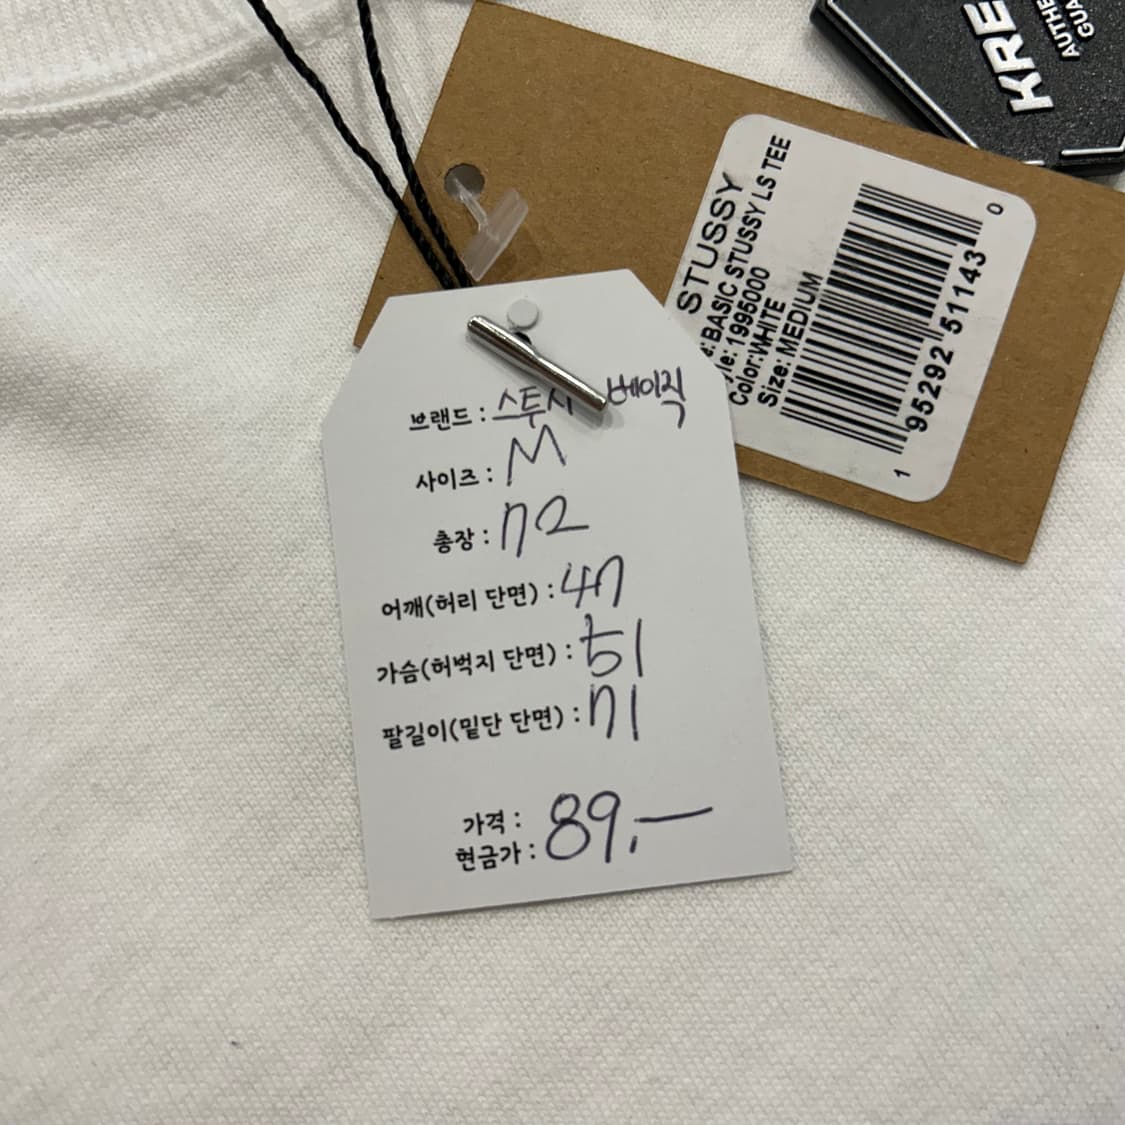 KRE
AUTHE
GUA
STUSSY
e: BASIC STUSSY LS TEE
le: 1995000
Color:WHITE
Size: MEDIUM
1 95292 51143 0
브랜드 : 스투시 베이직
사이즈 : M
총장 : 72
어깨(허리 단면) : 47
가슴(허벅지 단면) : 51
팔길이(밑단 단면) : 71
가격 :
현금가 : 89.—